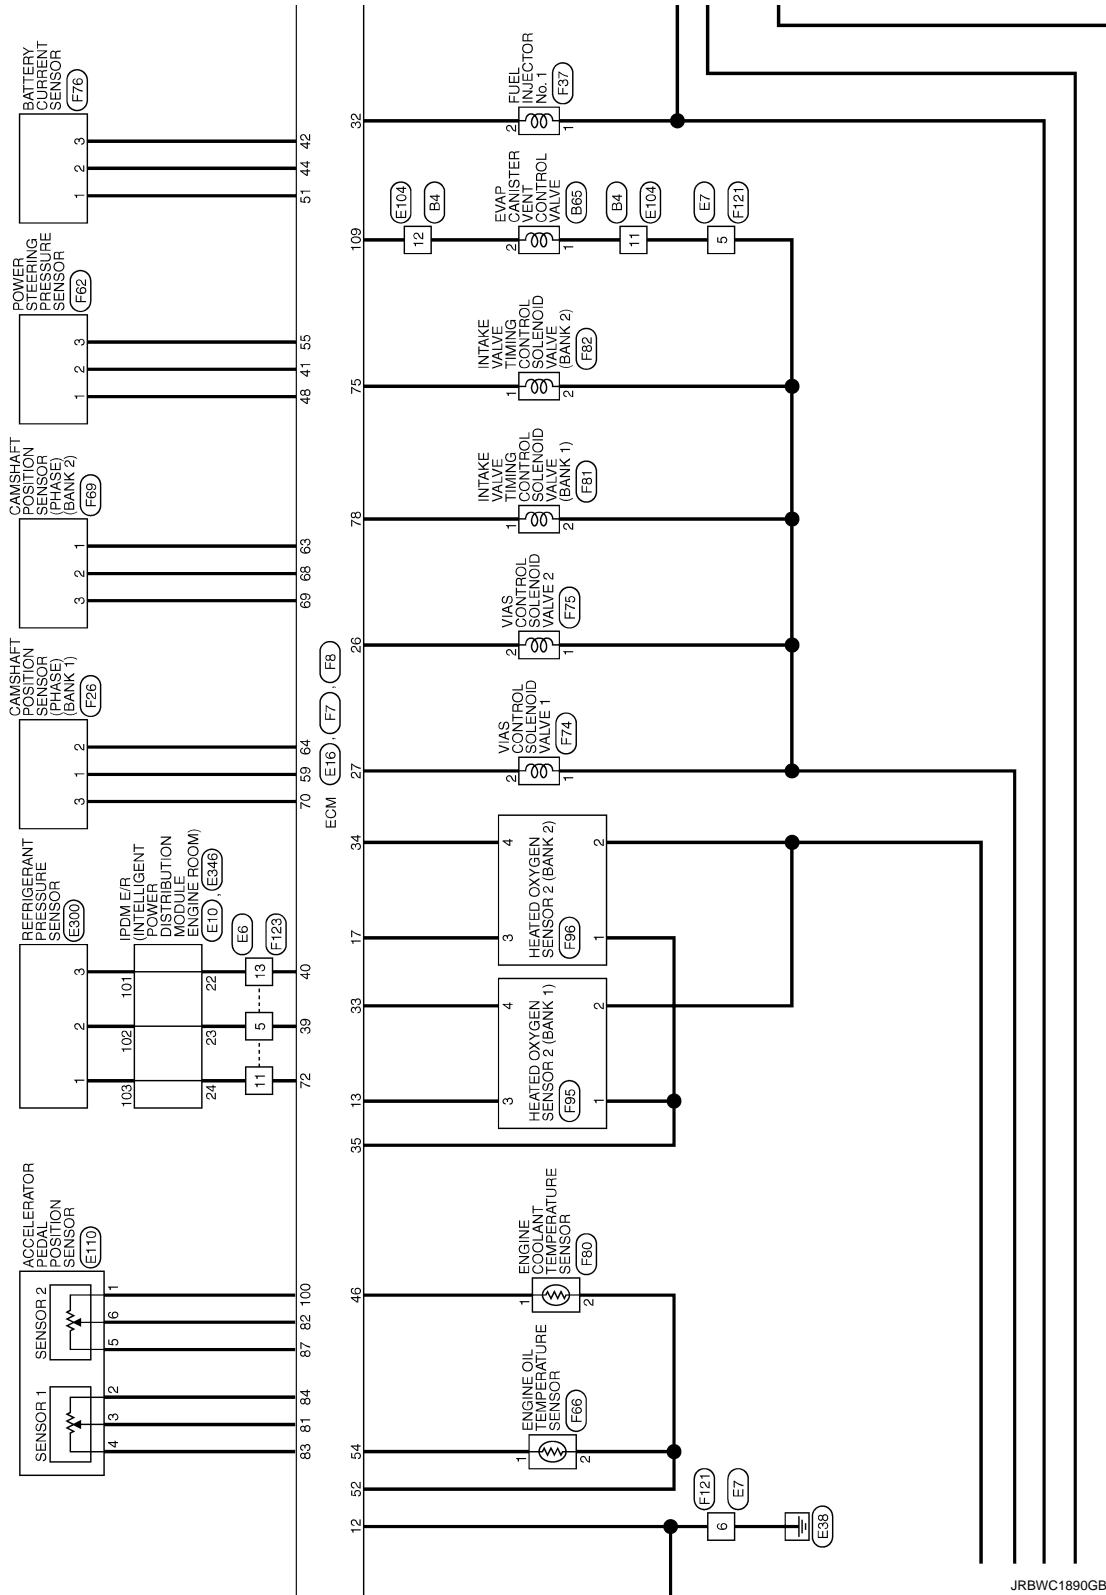 BATTERY
CURRENT
SENSOR
F76
3
2
1
42
44
51
POWER
STEERING
PRESSURE
SENSOR
F62
3
2
1
55
41
48
CAMSHAFT
POSITION
SENSOR
(PHASE)
(BANK 2)
F69
1
2
3
63
68
69
CAMSHAFT
POSITION
SENSOR
(PHASE)
(BANK 1)
F26
2
1
3
64
59
70
REFRIGERANT
PRESSURE
SENSOR
E300
3
2
1
IPDM E/R
(INTELLIGENT
POWER
DISTRIBUTION
MODULE
ENGINE ROOM)
E10 , E346
101
102
103
22
23
24
E6
F123
13
5
11
40
39
72
ACCELERATOR
PEDAL
POSITION
SENSOR
E110
SENSOR 2
1
6
5
SENSOR 1
2
3
4
100
82
87
84
81
83
ECM E16 , F7 , F8
32
2
1
FUEL
INJECTOR
No. 1
F37
109
E104
B4
12
EVAP
CANISTER
VENT
CONTROL
VALVE
B65
2
1
B4
E104
11
E7
F121
5
75
1
2
INTAKE
VALVE
TIMING
CONTROL
SOLENOID
VALVE
(BANK 2)
F82
78
1
2
INTAKE
VALVE
TIMING
CONTROL
SOLENOID
VALVE
(BANK 1)
F81
26
2
1
VIAS
CONTROL
SOLENOID
VALVE 2
F75
27
2
1
VIAS
CONTROL
SOLENOID
VALVE 1
F74
34
17
4
3
HEATED OXYGEN
SENSOR 2 (BANK 2)
F96
2
1
33
13
35
4
3
HEATED OXYGEN
SENSOR 2 (BANK 1)
F95
2
1
46
1
2
ENGINE
COOLANT
TEMPERATURE
SENSOR
F80
54
52
1
2
ENGINE OIL
TEMPERATURE
SENSOR
F66
12
F121
E7
6
E38
JRBWC1890GB